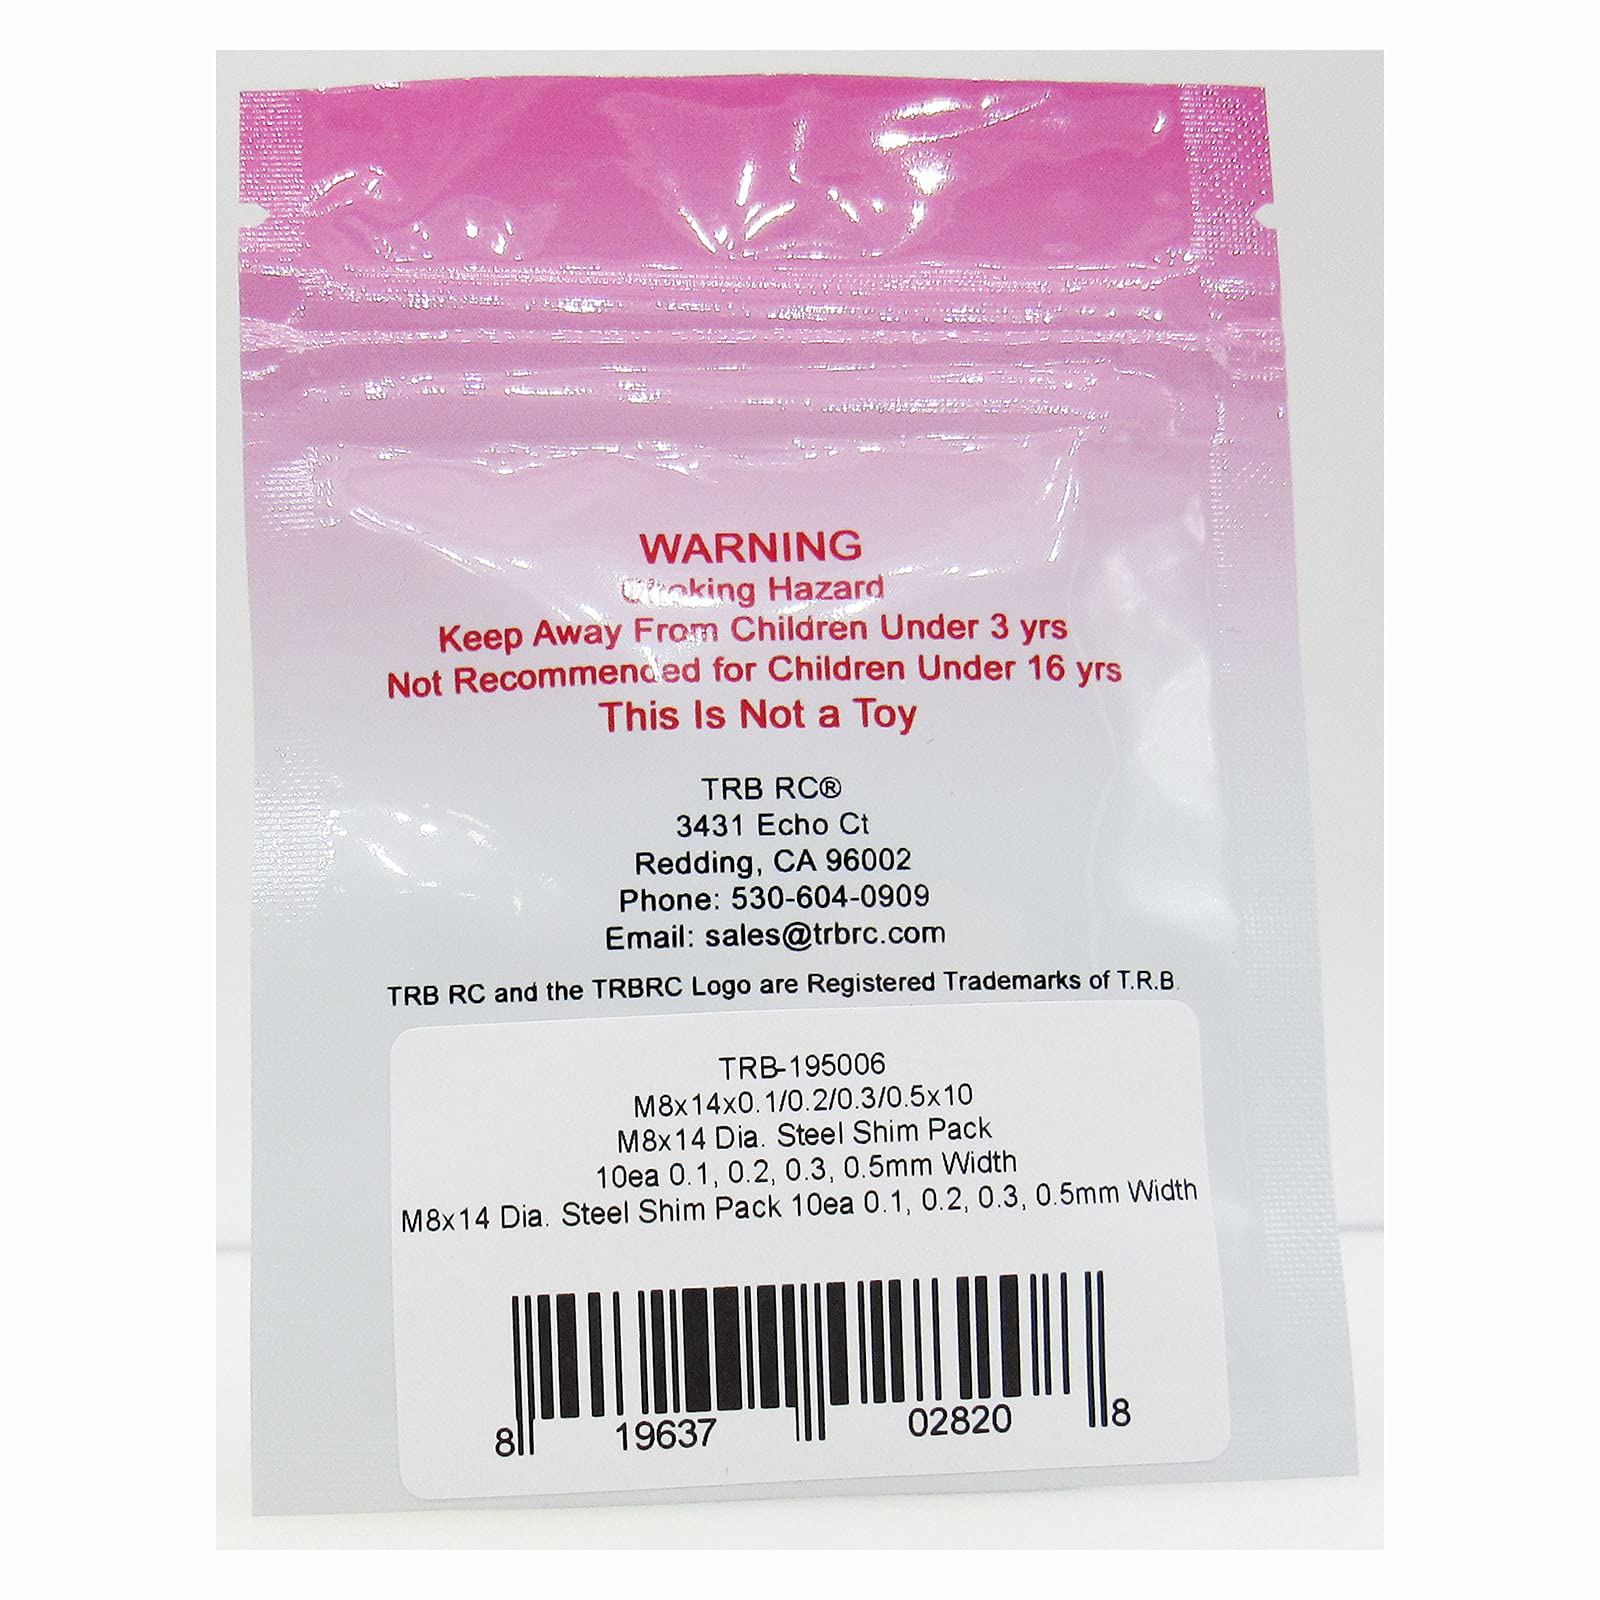 WARNING
Choking Hazard
Keep Away From Children Under 3 yrs
Not Recommended for Children Under 16 yrs
This Is Not a Toy
TRB RC®
3431 Echo Ct
Redding, CA 96002
Phone: 530-604-0909
Email: sales@trbrc.com
TRB RC and the TRBRC Logo are Registered Trademarks of T.R.B.
TRB-195006
M8x14x0.1/0.2/0.3/0.5x10
M8x14 Dia. Steel Shim Pack
10ea 0.1, 0.2, 0.3, 0.5mm Width
M8x14 Dia. Steel Shim Pack 10ea 0.1, 0.2, 0.3, 0.5mm Width
8 19637 02820 8